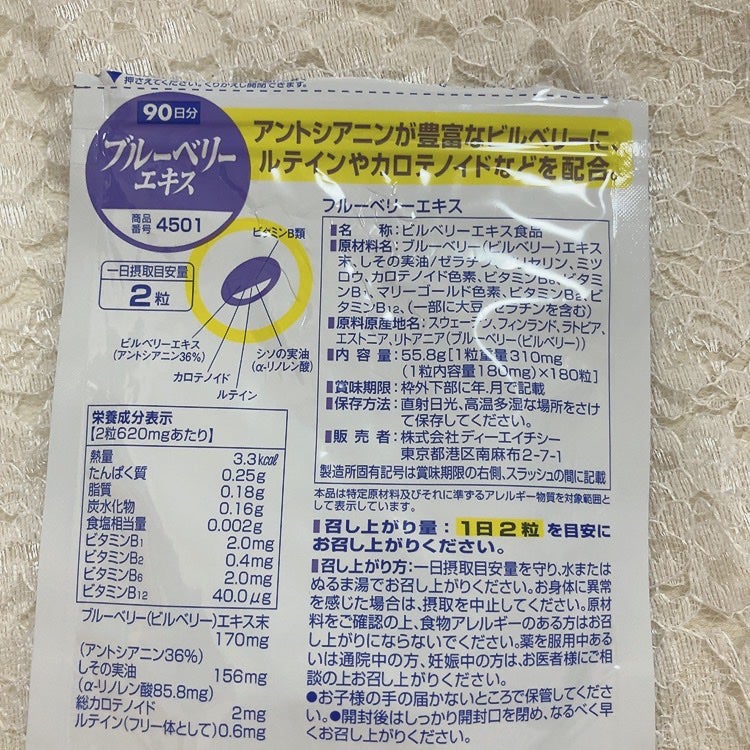 押さえてください。くりかえし開閉できます。
90日分
ブルーベリー
エキス
商品
番号 4501
アントシアニンが豊富なビルベリーに、
ルテインやカロテノイドなどを配合。
一日摂取目安量
2粒
ビタミンB類
ビルベリーエキス
(アントシアニン36%)
カロテノイド
ルテイン
シソの実油
(α-リノレン酸)
ブルーベリーエキス
名 称:ビルベリーエキス食品
原材料名:ブルーベリー(ビルベリー)エキス
末、しその実油/ゼラチン、グリセリン、ミツ
ロウ、カロテノイド色素、ビタミンB₆、ビタミ
ンB₁、マリーゴールド色素、ビタミンB₂、ビ
タミンB₁₂、(一部に大豆・ゼラチンを含む)
原料原産地名:スウェーデン、フィンランド、ラトビア、
エストニア、リトアニア(ブルーベリー(ビルベリー))
内 容 量:55.8g[1粒重量310mg
(1粒内容量180mg)×180粒]
賞味期限:枠外下部に年.月で記載
保存方法:直射日光、高温多湿な場所をさけ
て保存してください。
販 売 者:株式会社ディーエイチシー
東京都港区南麻布2-7-1
製造所固有記号は賞味期限の右側、スラッシュの間に記載
本品は特定原材料及びそれに準ずるアレルギー物質を対象範囲と
して表示しています。
栄養成分表示
[2粒620mgあたり]
熱量 3.3kcal
たんぱく質 0.25g
脂質 0.18g
炭水化物 0.16g
食塩相当量 0.002g
ビタミンB₁ 2.0mg
ビタミンB₂ 0.4mg
ビタミンB₆ 2.0mg
ビタミンB₁₂ 40.0μg
ブルーベリー(ビルベリー)エキス末
170mg
(アントシアニン36%)
しその実油 156mg
(α-リノレン酸85.8mg)
総カロテノイド 2mg
ルテイン(フリー体として)0.6mg
召し上がり量:1日2粒を目安に
お召し上がりください。
召し上がり方:一日摂取目安量を守り、水または
ぬるま湯でお召し上がりください。お身体に異常
を感じた場合は、摂取を中止してください。原材
料をご確認の上、食物アレルギーのある方はお召
し上がりにならないでください。薬を服用中ある
いは通院中の方、妊娠中の方は、お医者様にご相
談の上お召し上がりください。
●お子様の手の届かないところで保管してくださ
い。●開封後はしっかり開封口を閉め、なるべく早
くお召し上がりください。